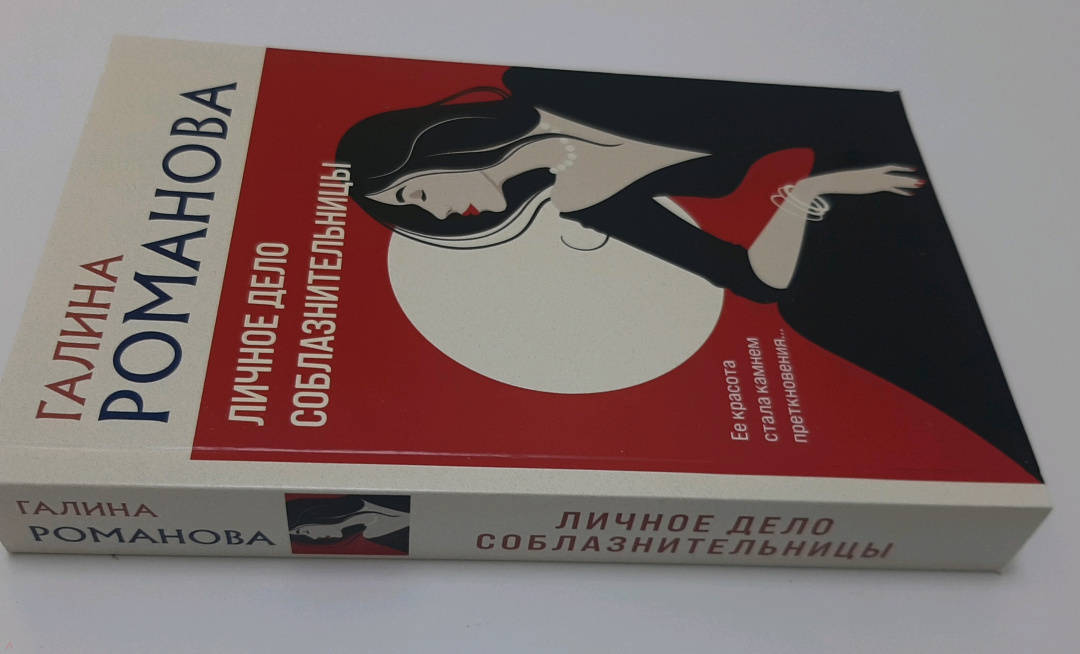 ГАЛИНА
РОМАНОВА
ЛИЧНОЕ ДЕЛО
СОБЛАЗНИТЕЛЬНИЦЫ
Ее красота
стала камнем
преткновения...
ГАЛИНА
РОМАНОВА
ЛИЧНОЕ ДЕЛО
СОБЛАЗНИТЕЛЬНИЦЫ